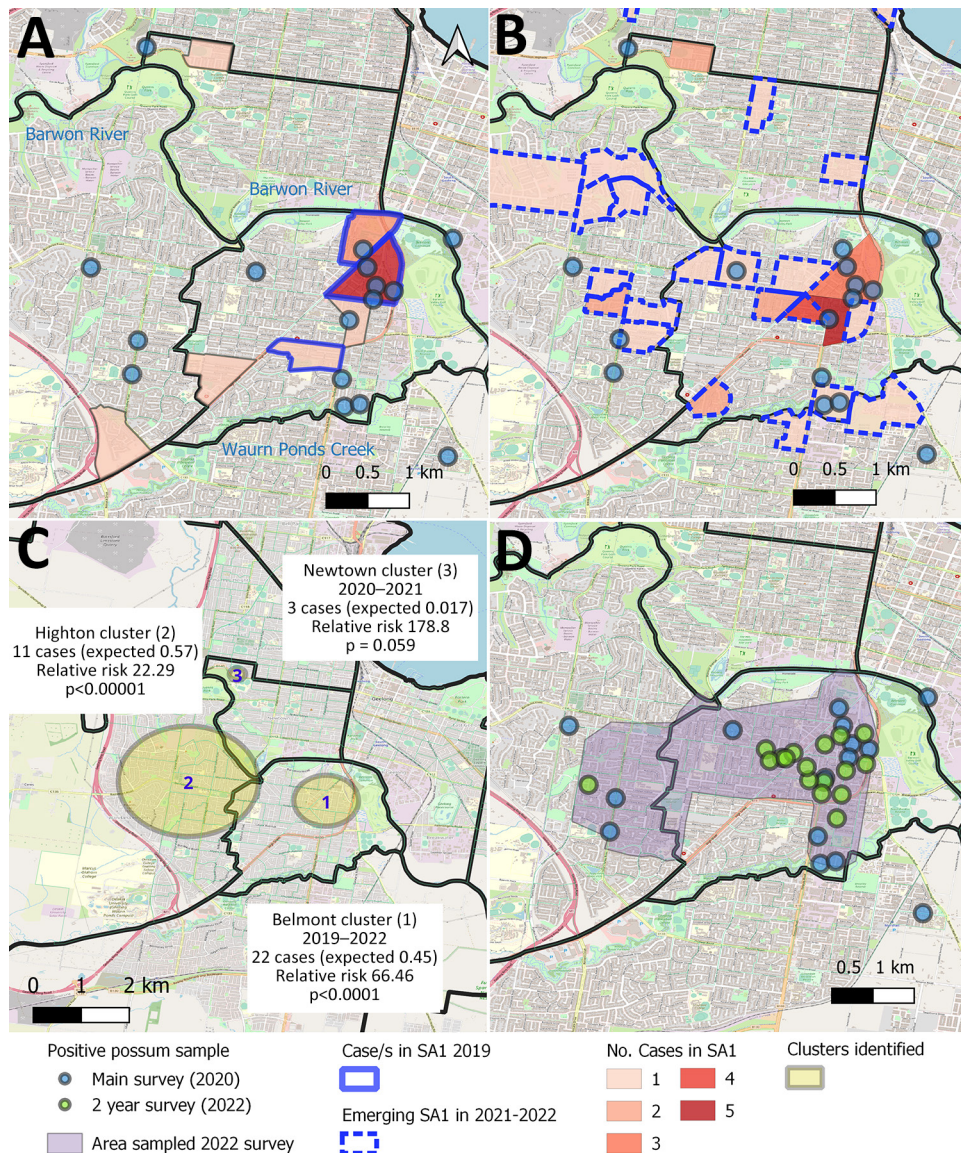 A
Barwon River
Barwon River
Waurn Ponds Creek
0 0.5 1 km
B
0 0.5 1 km
C
Newtown cluster (3)
2020–2021
3 cases (expected 0.017)
Relative risk 178.8
p = 0.059
Highton cluster (2)
11 cases (expected 0.57)
Relative risk 22.29
p<0.00001
3
2
1
Belmont cluster (1)
2019–2022
22 cases (expected 0.45)
Relative risk 66.46
p<0.0001
0 1 2 km
D
0.5 1 km
Positive possum sample
Main survey (2020)
2 year survey (2022)
Area sampled 2022 survey
Case/s in SA1 2019
Emerging SA1 in 2021-2022
No. Cases in SA1
1
2
3
4
5
Clusters identified